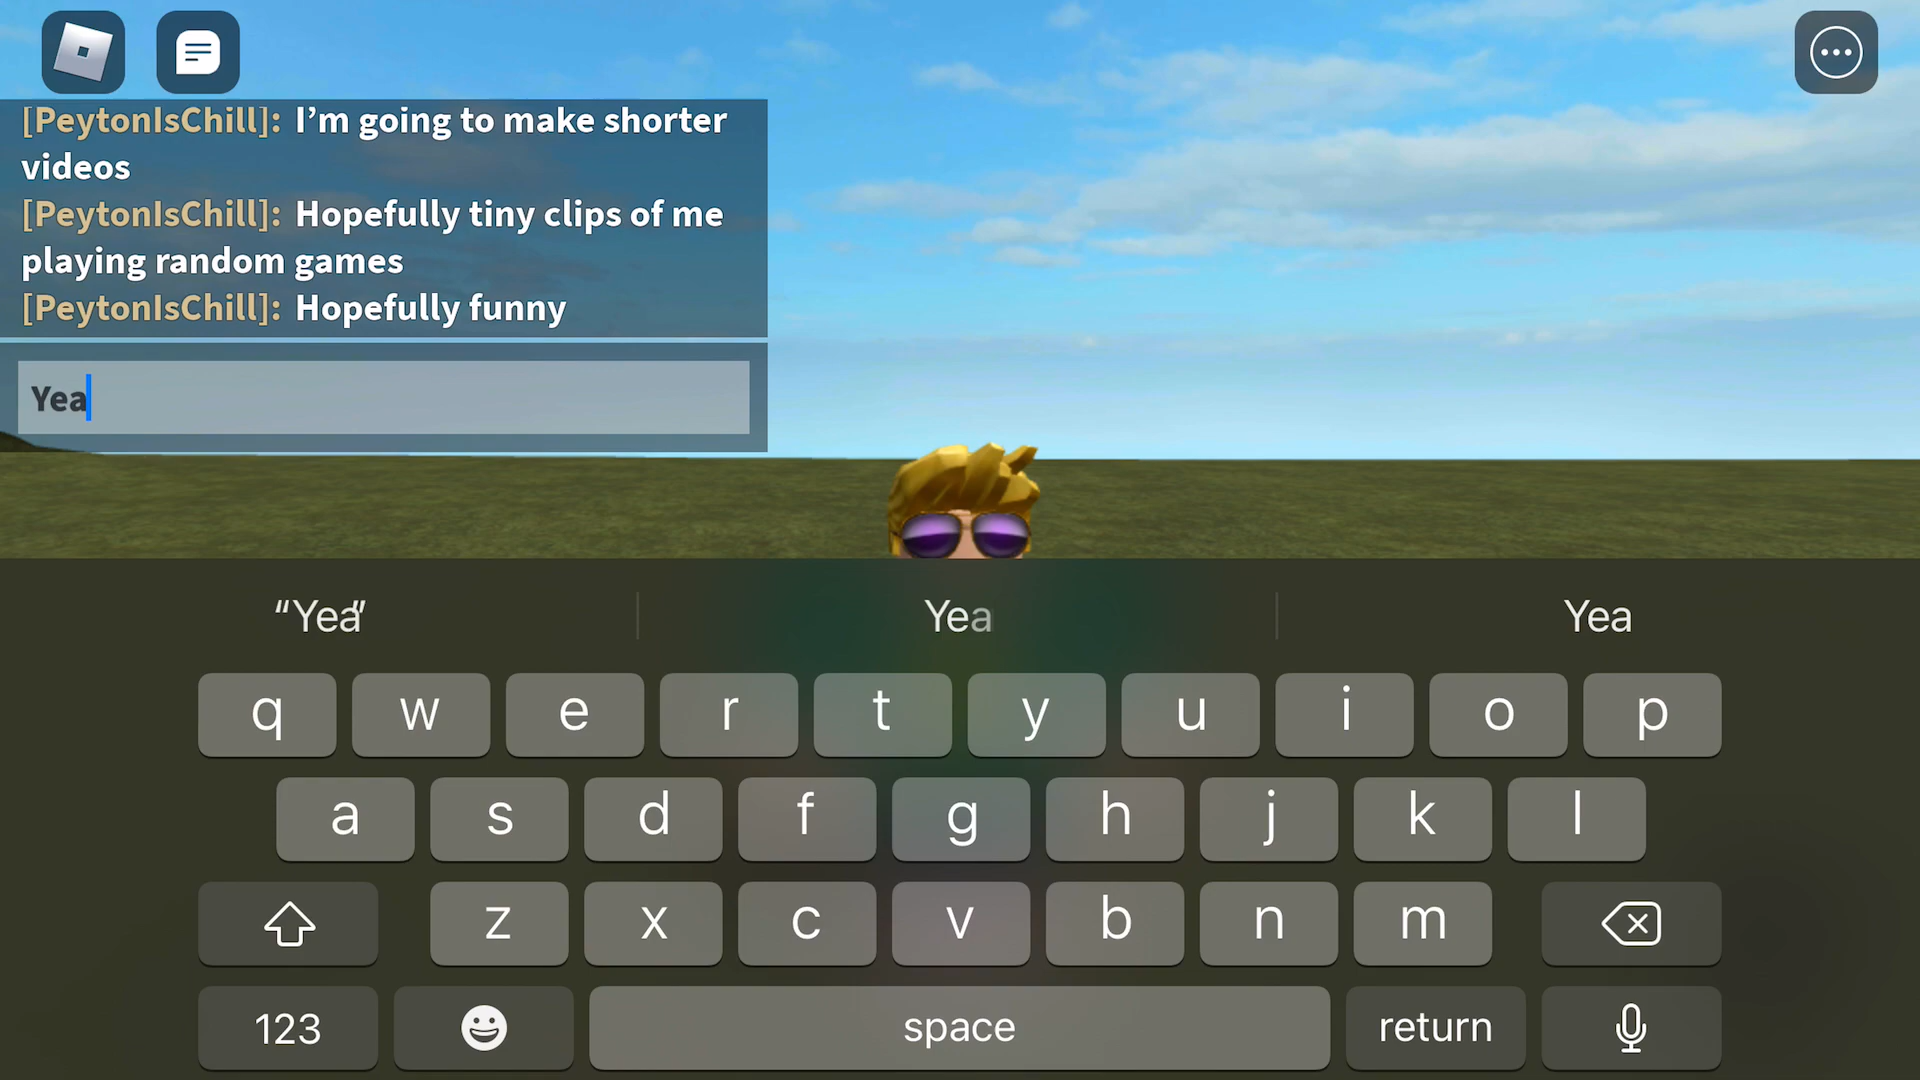 [PeytonIsChill]: I’m going to make shorter
videos
[PeytonIsChill]: Hopefully tiny clips of me
playing random games
[PeytonIsChill]: Hopefully funny
Yea
“Yea” Yea Yea
q w e r t y u i o p
a s d f g h j k l
z x c v b n m
123 space return